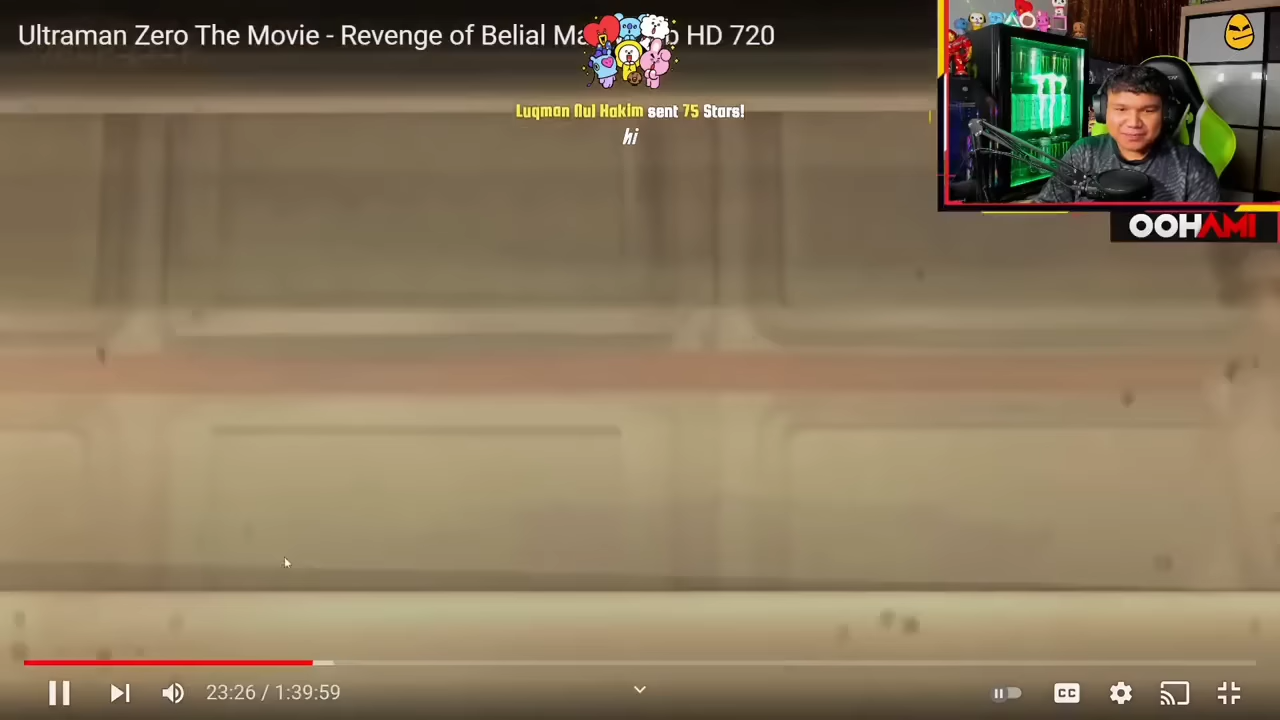 Ultraman Zero The Movie - Revenge of Belial Ma p HD 720
Luqman Nul Hakim sent 75 Stars!
hi
OOHAMI
23:26 / 1:39:59
CC